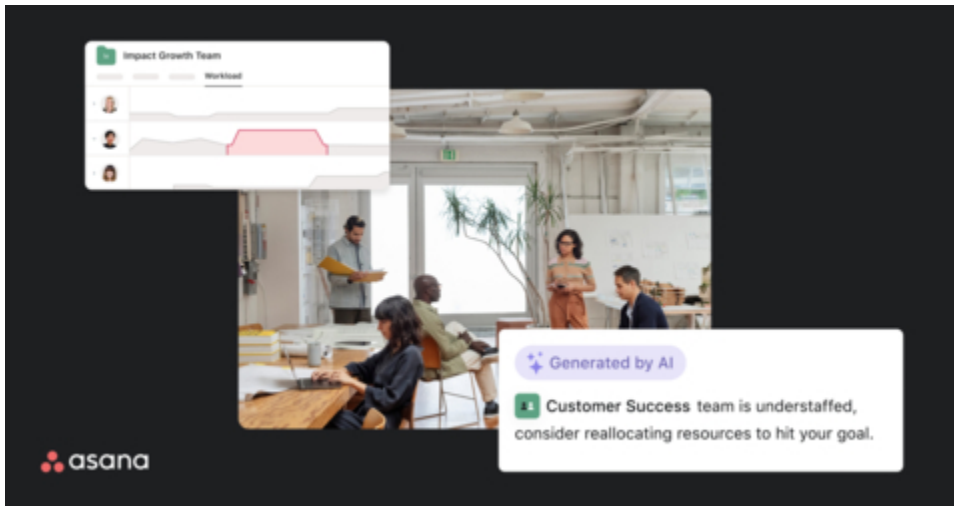 Impact Growth Team
Workload
Generated by AI
Customer Success team is understaffed,
consider reallocating resources to hit your goal.
asana